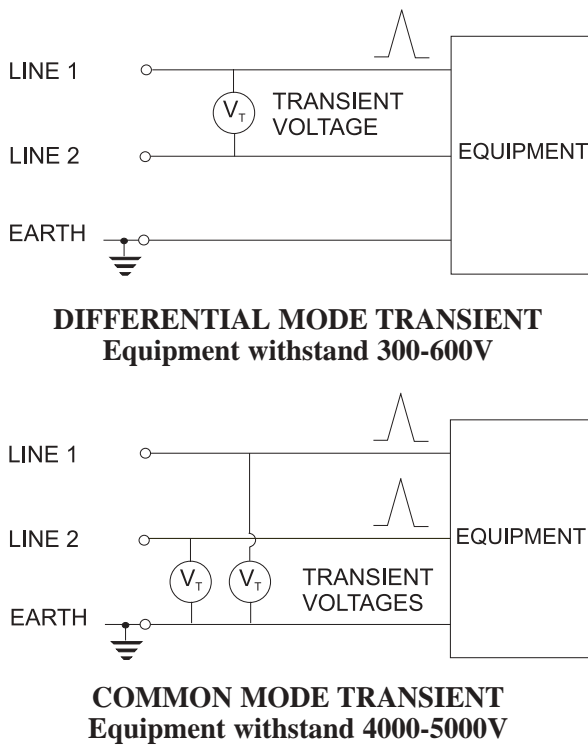 LINE 1
V_T
TRANSIENT
VOLTAGE
LINE 2
EQUIPMENT
EARTH
DIFFERENTIAL MODE TRANSIENT
Equipment withstand 300-600V
LINE 1
LINE 2
EQUIPMENT
V_T
V_T
TRANSIENT
VOLTAGES
EARTH
COMMON MODE TRANSIENT
Equipment withstand 4000-5000V